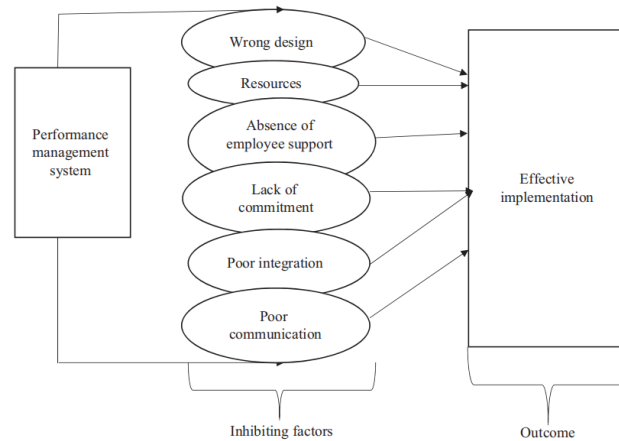 Performance
management
system
Wrong design
Resources
Absence of
employee support
Lack of
commitment
Poor integration
Poor
communication
Effective
implementation
Inhibiting factors
Outcome